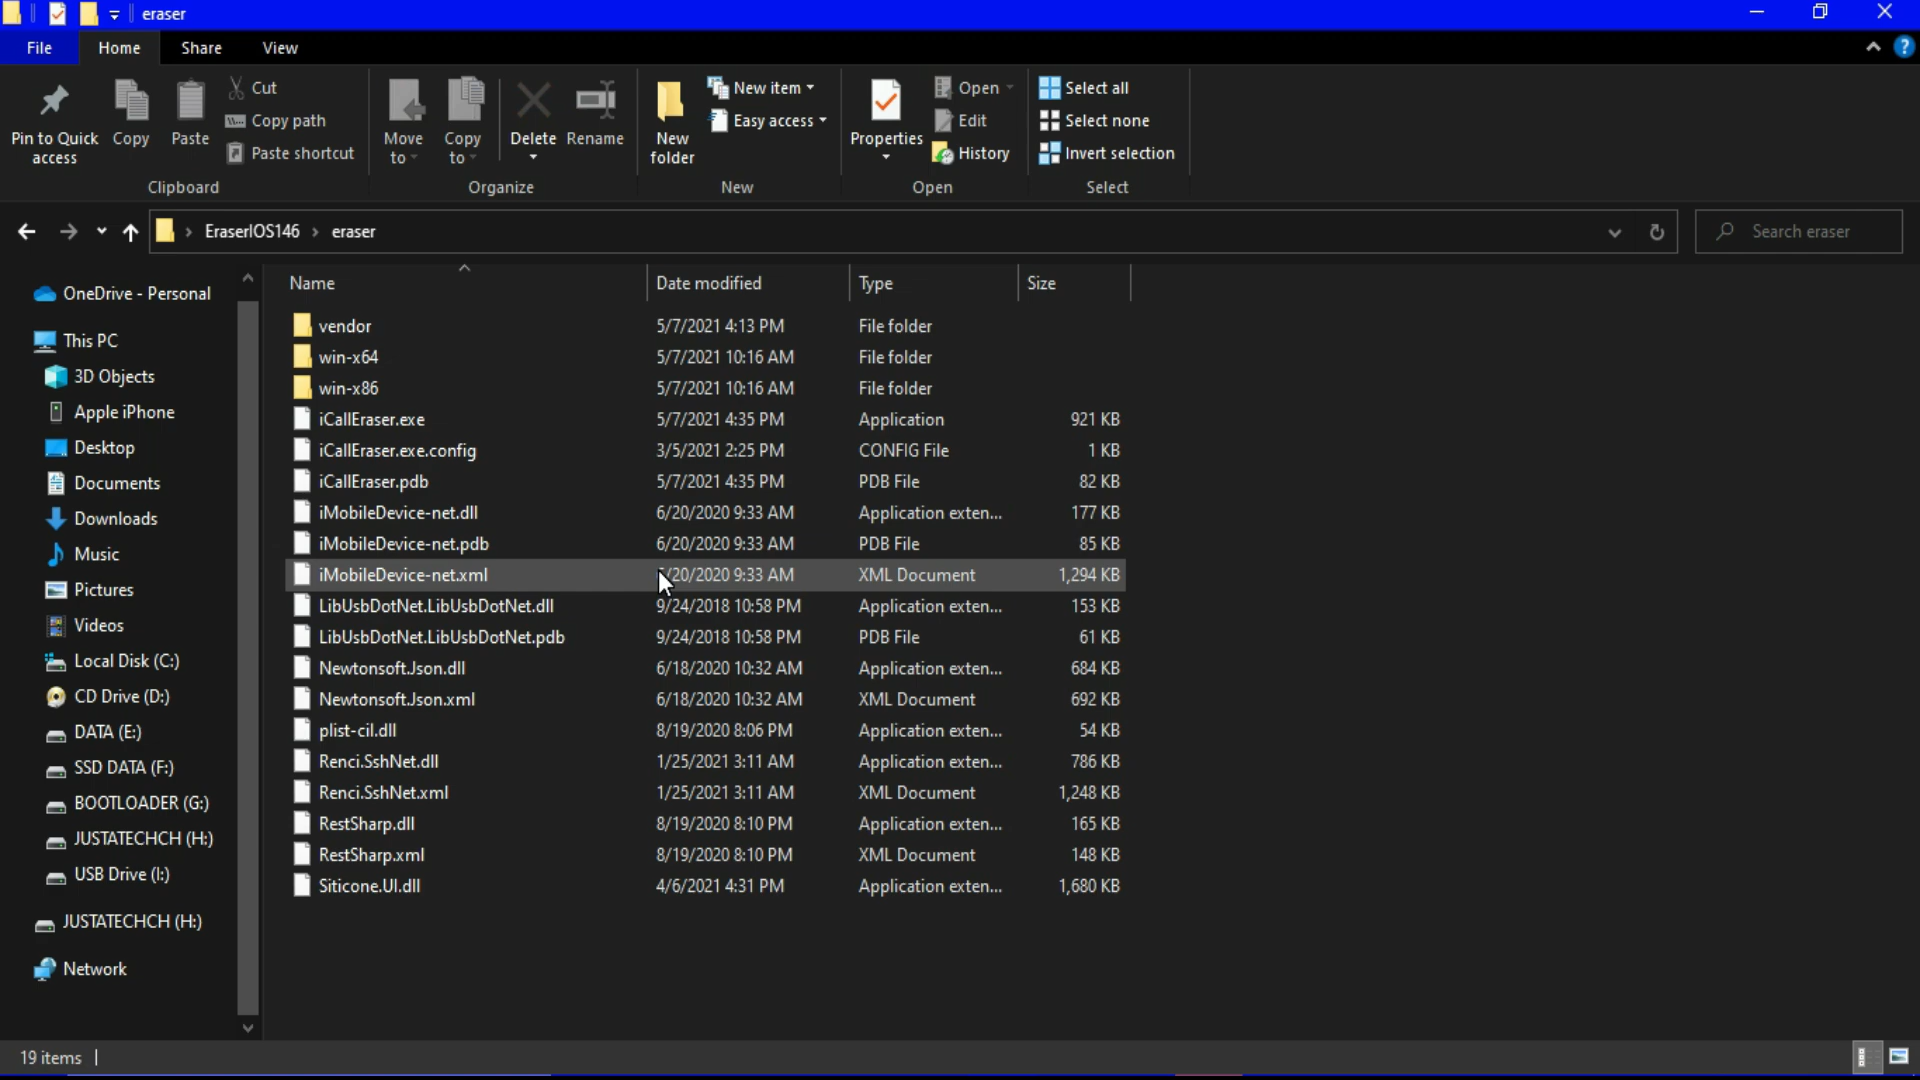 eraser
File Home Share View
Pin to Quick access
Copy
Paste
Cut
Copy path
Paste shortcut
Clipboard
Move to
Copy to
Delete
Rename
Organize
New folder
New item
Easy access
New
Properties
Open
Edit
History
Open
Select all
Select none
Invert selection
Select
EraserIOS146 › eraser
Search eraser
OneDrive - Personal
This PC
3D Objects
Apple iPhone
Desktop
Documents
Downloads
Music
Pictures
Videos
Local Disk (C:)
CD Drive (D:)
DATA (E:)
SSD DATA (F:)
BOOTLOADER (G:)
JUSTATECHCH (H:)
USB Drive (I:)
JUSTATECHCH (H:)
Network
Name Date modified Type Size
vendor 5/7/2021 4:13 PM File folder
win-x64 5/7/2021 10:16 AM File folder
win-x86 5/7/2021 10:16 AM File folder
iCallEraser.exe 5/7/2021 4:35 PM Application 921 KB
iCallEraser.exe.config 3/5/2021 2:25 PM CONFIG File 1 KB
iCallEraser.pdb 5/7/2021 4:35 PM PDB File 82 KB
iMobileDevice-net.dll 6/20/2020 9:33 AM Application exten... 177 KB
iMobileDevice-net.pdb 6/20/2020 9:33 AM PDB File 85 KB
iMobileDevice-net.xml /20/2020 9:33 AM XML Document 1,294 KB
LibUsbDotNet.LibUsbDotNet.dll 9/24/2018 10:58 PM Application exten... 153 KB
LibUsbDotNet.LibUsbDotNet.pdb 9/24/2018 10:58 PM PDB File 61 KB
Newtonsoft.Json.dll 6/18/2020 10:32 AM Application exten... 684 KB
Newtonsoft.Json.xml 6/18/2020 10:32 AM XML Document 692 KB
plist-cil.dll 8/19/2020 8:06 PM Application exten... 54 KB
Renci.SshNet.dll 1/25/2021 3:11 AM Application exten... 786 KB
Renci.SshNet.xml 1/25/2021 3:11 AM XML Document 1,248 KB
RestSharp.dll 8/19/2020 8:10 PM Application exten... 165 KB
RestSharp.xml 8/19/2020 8:10 PM XML Document 148 KB
Siticone.UI.dll 4/6/2021 4:31 PM Application exten... 1,680 KB
19 items